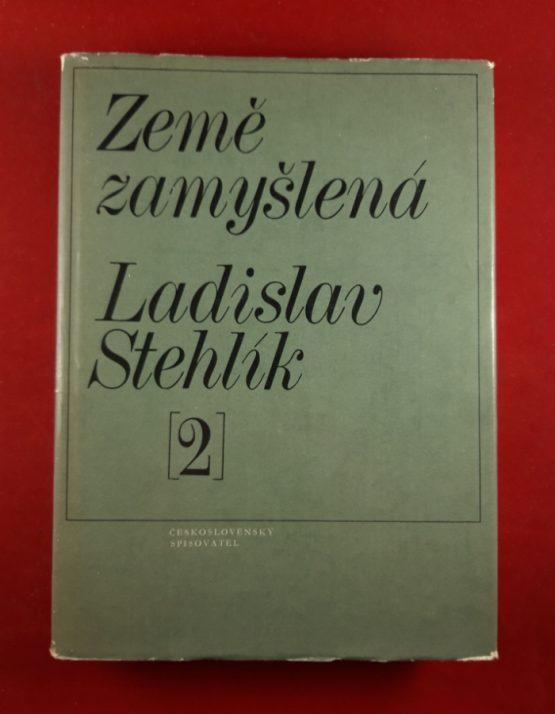 Země
zamyšlená
Ladislav
Stehlík
[2]
ČESKOSLOVENSKÝ
SPISOVATEL